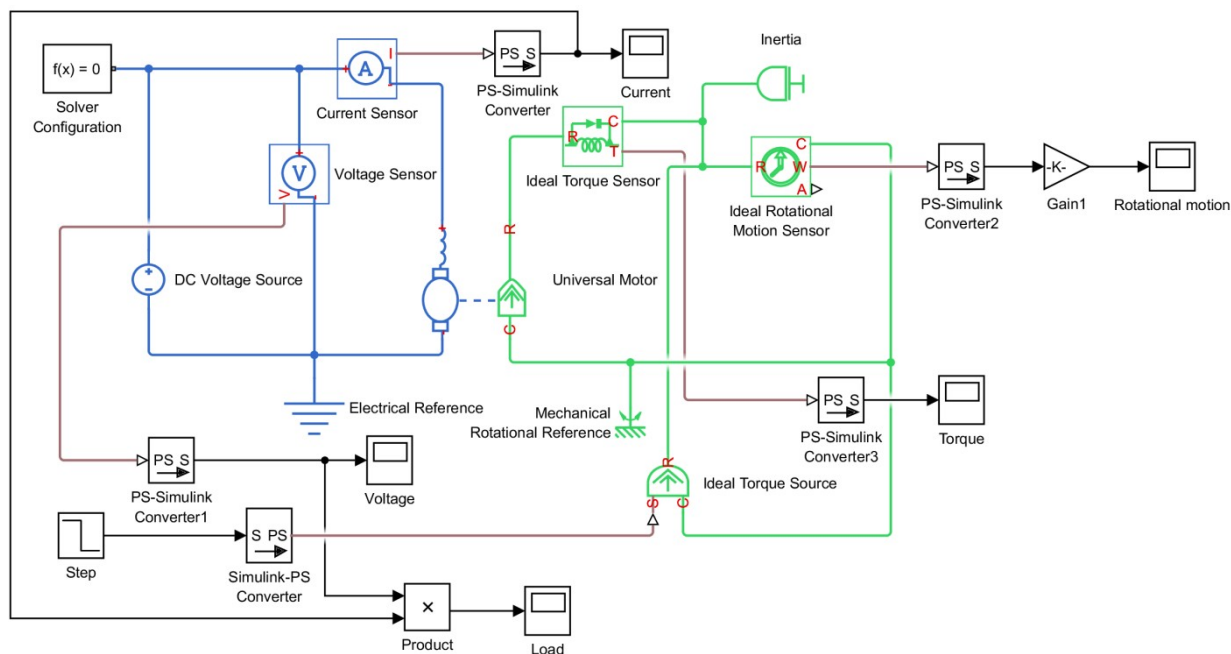 f(x) = 0
Solver
Configuration
A
I
Current Sensor
PS S
PS-Simulink
Converter
Current
Inertia
V
V
Voltage Sensor
R
C
T
Ideal Torque Sensor
R
C
W
A
Ideal Rotational
Motion Sensor
PS S
PS-Simulink
Converter2
-K-
Gain1
Rotational motion
DC Voltage Source
R
C
Universal Motor
Electrical Reference
Mechanical
Rotational Reference
PS S
PS-Simulink
Converter3
Torque
PS S
PS-Simulink
Converter1
Voltage
R
S
C
Ideal Torque Source
Step
S PS
Simulink-PS
Converter
×
Product
Load